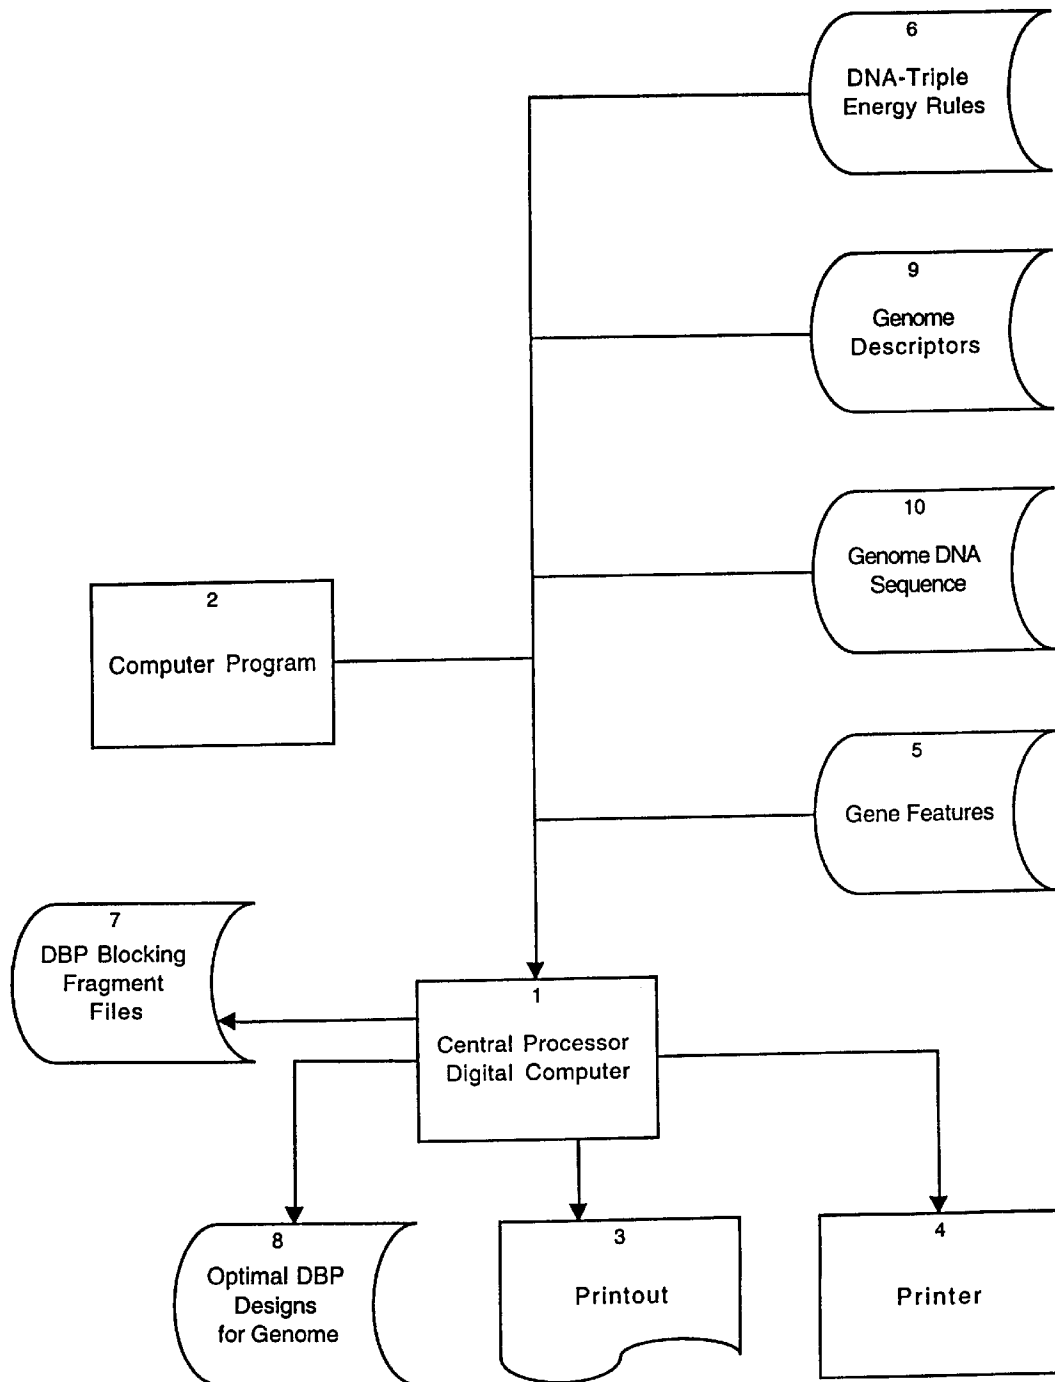 6
DNA-Triple
Energy Rules
9
Genome
Descriptors
10
Genome DNA
Sequence
2
Computer Program
5
Gene Features
7
DBP Blocking
Fragment
Files
1
Central Processor
Digital Computer
8
Optimal DBP
Designs
for Genome
3
Printout
4
Printer